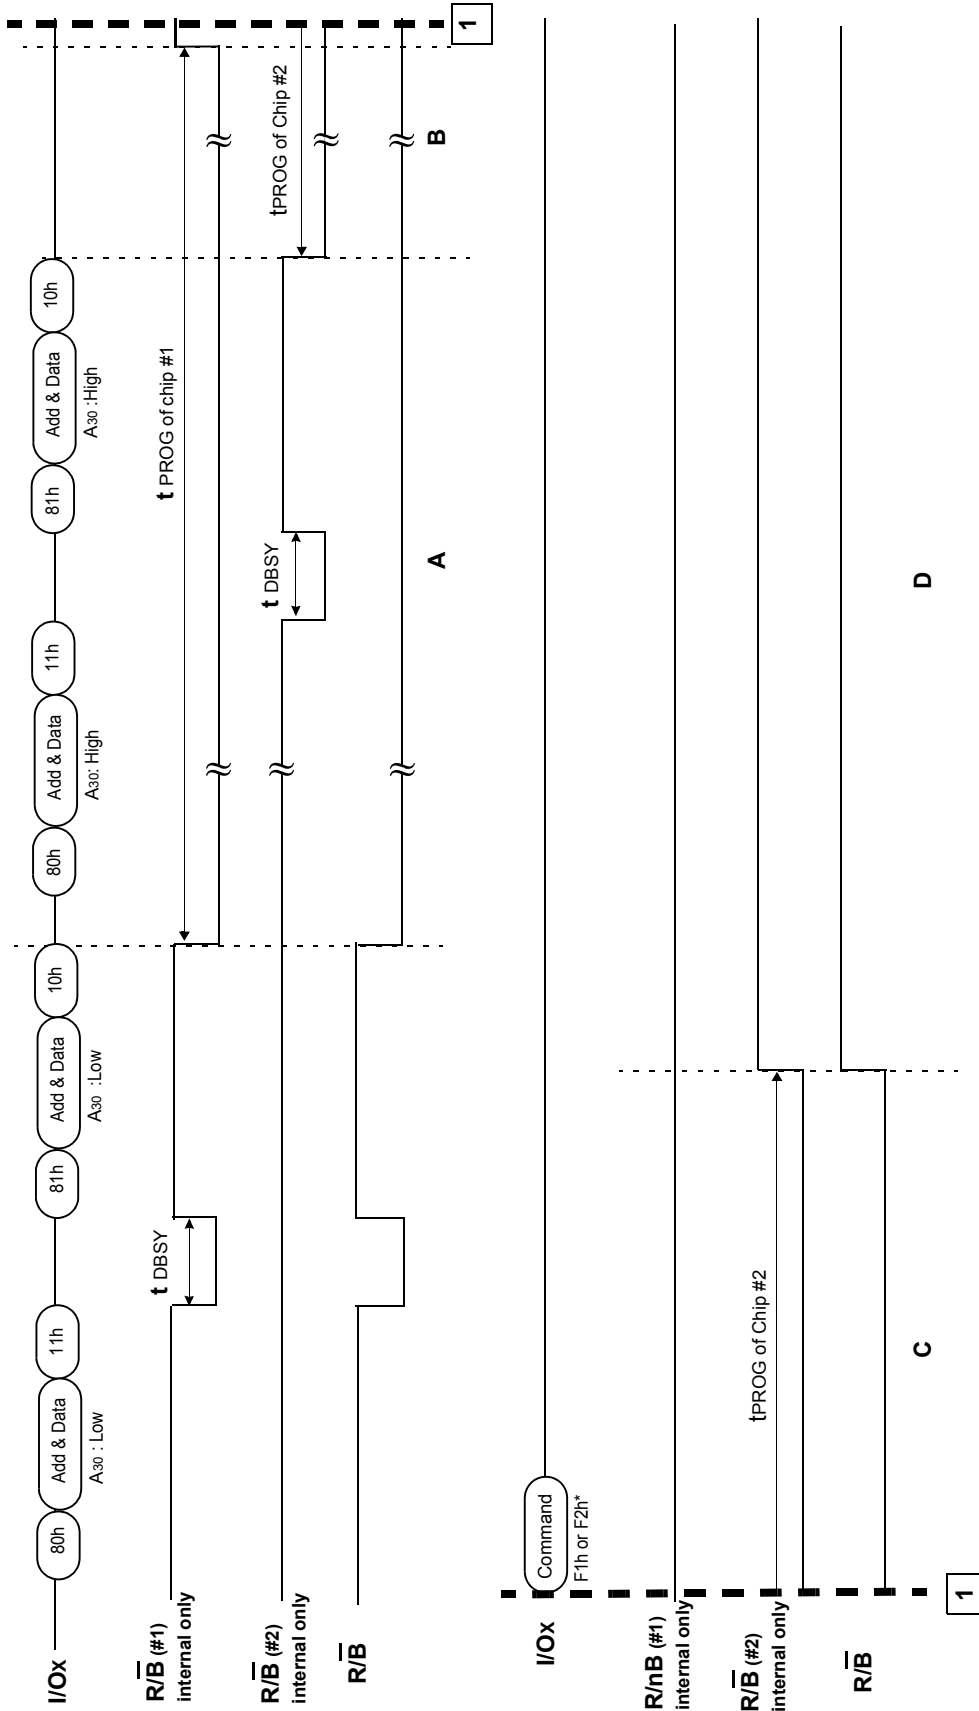 I/Ox
80h
Add & Data
11h
81h
Add & Data
10h
80h
Add & Data
11h
81h
Add & Data
10h
A30 : Low
A30 :Low
A30: High
A30 :High
R/B (#1)
internal only
t DBSY
t PROG of chip #1
R/B (#2)
internal only
t DBSY
tPROG of Chip #2
R/B
A
B
1
I/Ox
Command
F1h or F2h*
R/nB (#1)
internal only
R/B (#2)
internal only
tPROG of Chip #2
R/B
C
D
1